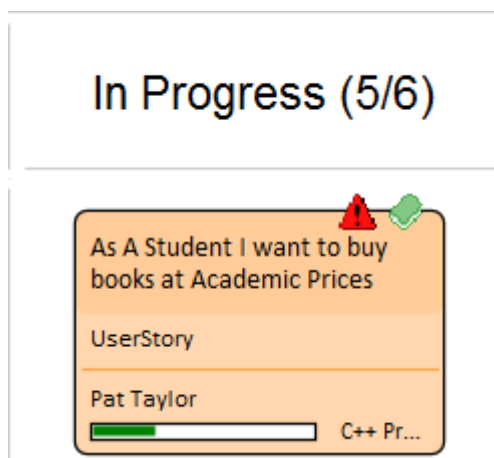 In Progress (5/6)
As A Student I want to buy
books at Academic Prices
UserStory
Pat Taylor
C++ Pr...